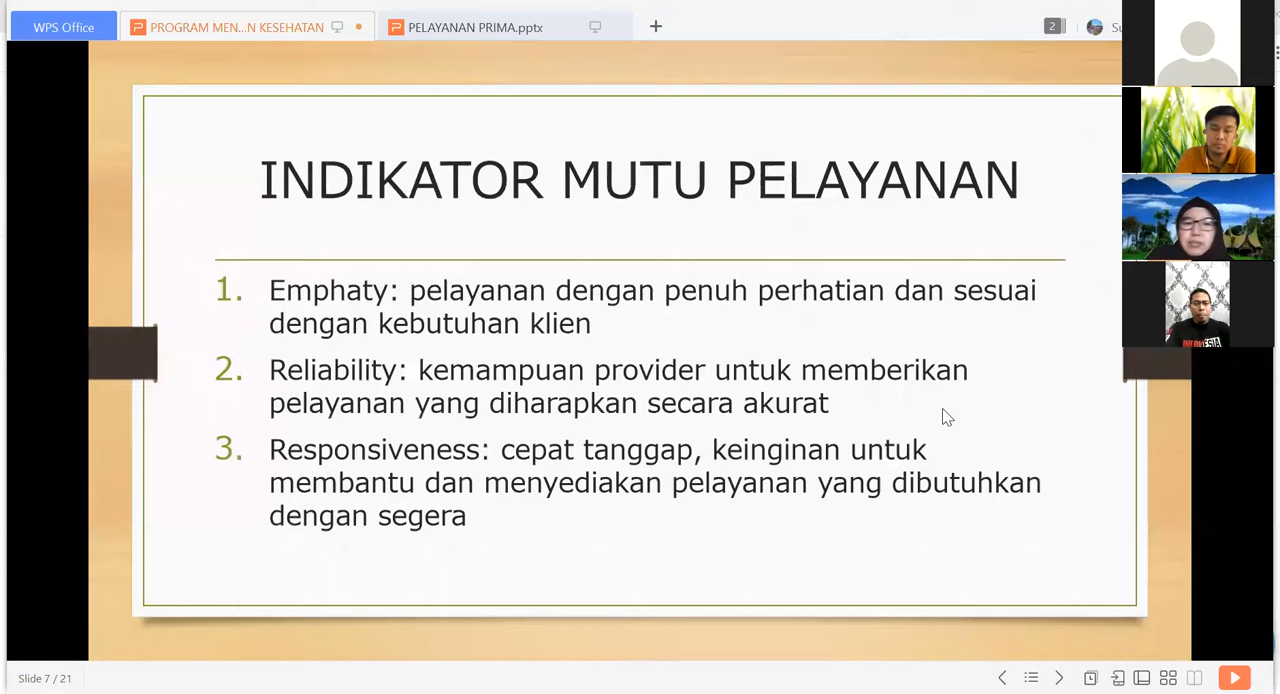 WPS Office
PROGRAM MEN...N KESEHATAN
PELAYANAN PRIMA.pptx
2
INDIKATOR MUTU PELAYANAN
1. Emphaty: pelayanan dengan penuh perhatian dan sesuai
dengan kebutuhan klien
2. Reliability: kemampuan provider untuk memberikan
pelayanan yang diharapkan secara akurat
3. Responsiveness: cepat tanggap, keinginan untuk
membantu dan menyediakan pelayanan yang dibutuhkan
dengan segera
Slide 7 / 21